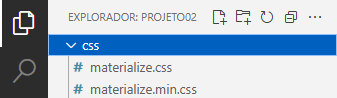 EXPLORADOR: PROJETO02
css
# materialize.css
# materialize.min.css